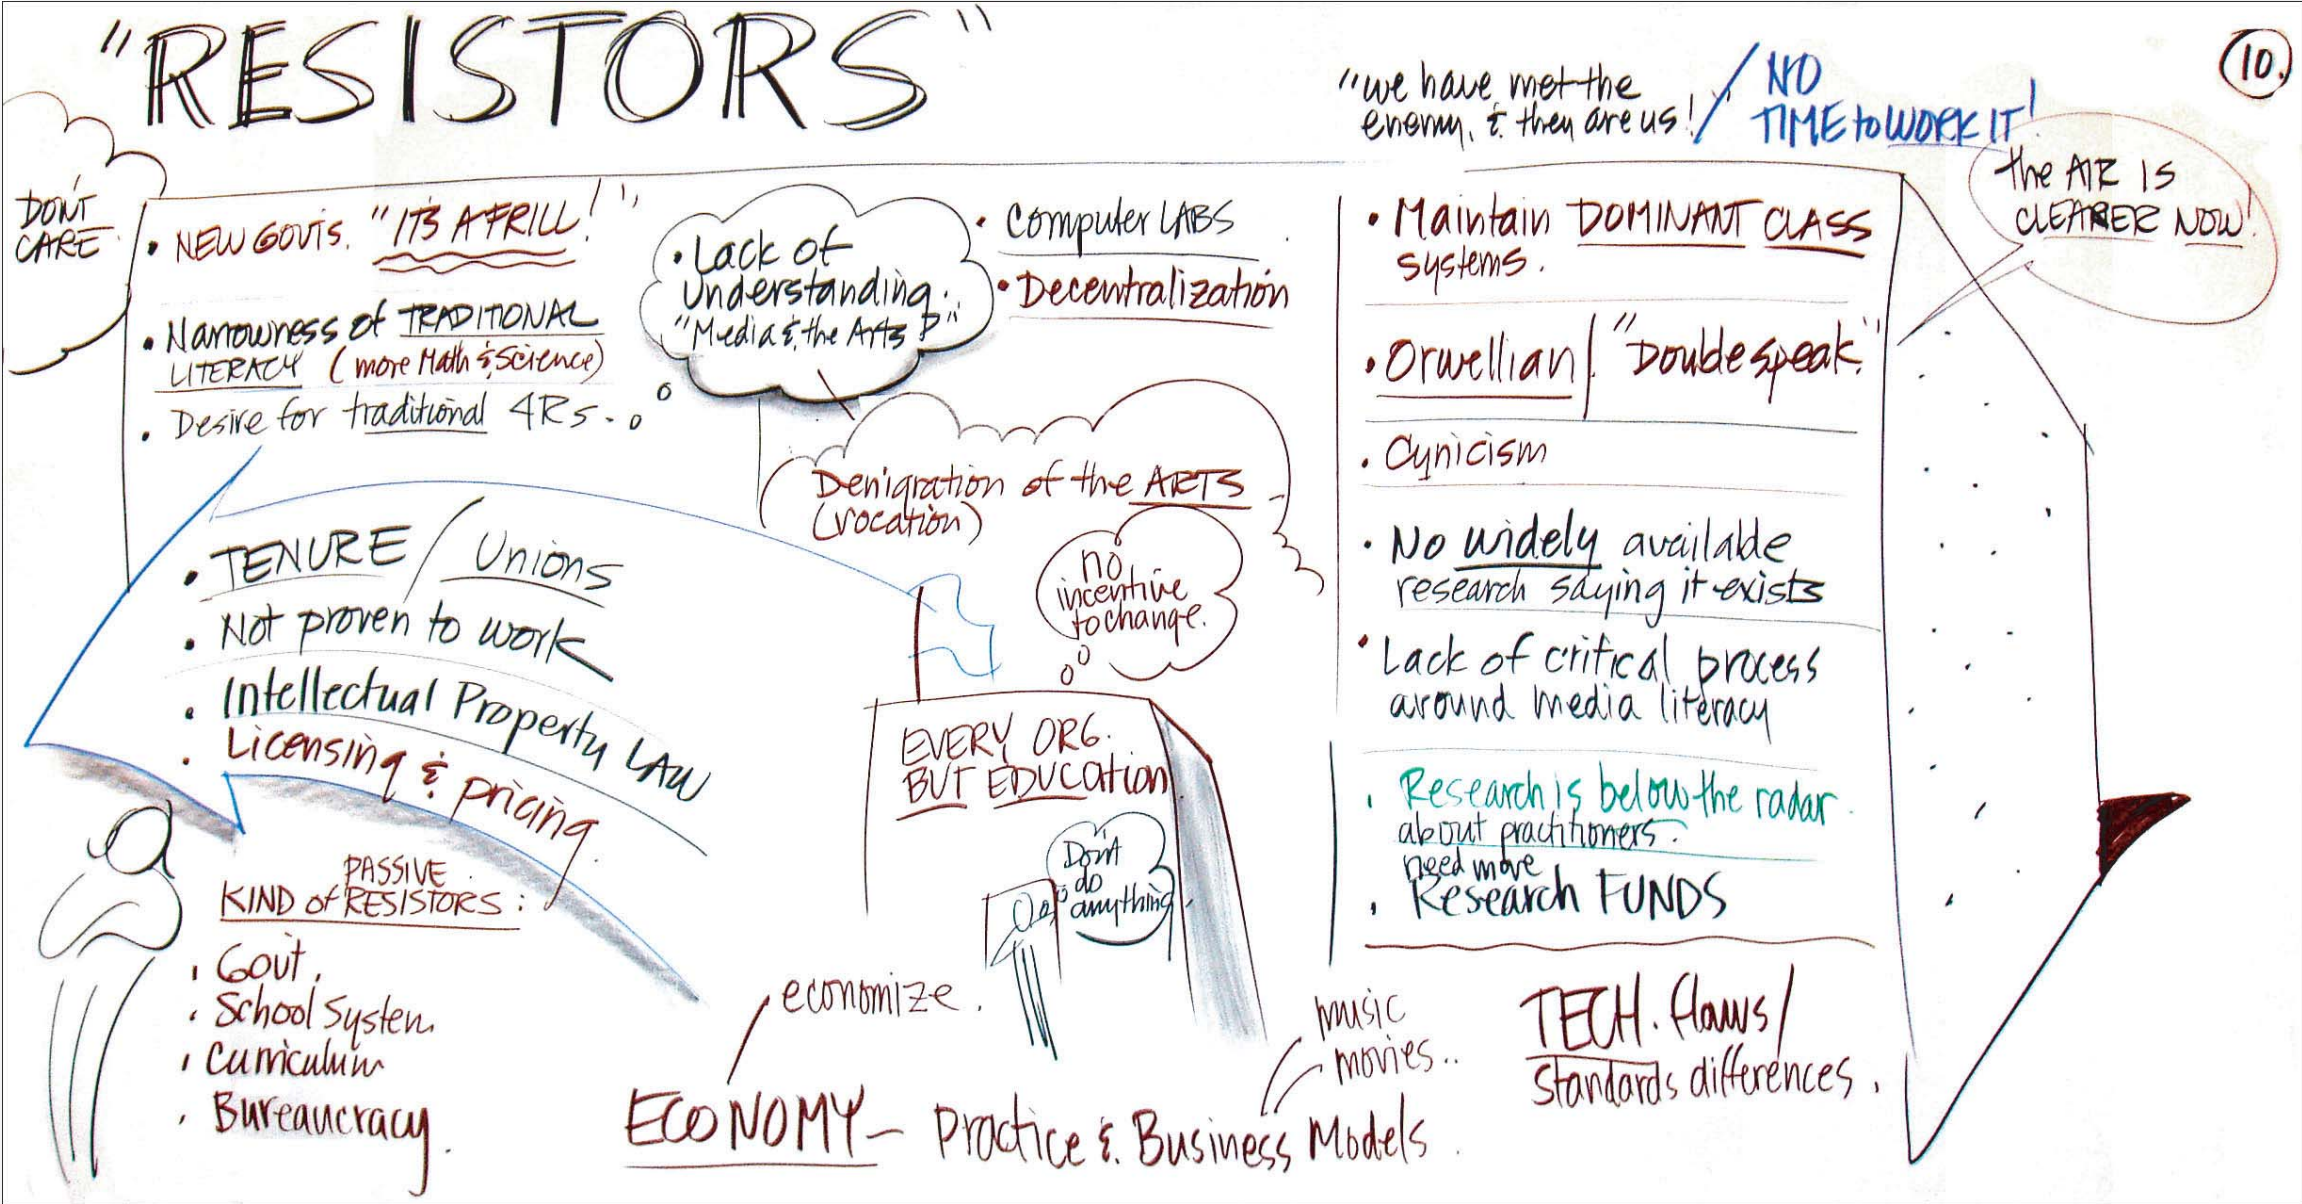 "RESISTORS"
10.
"we have met the
enemy, & they are us!"
/ NO
TIME to WORK IT!
the AIR IS
CLEARER NOW!
DON'T
CARE
• NEW GOVTS. "IT'S A FRILL!"
• Narrowness of TRADITIONAL
LITERACY (more Math & Science)
• Desire for traditional 4Rs.
• Lack of
Understanding.
"Media & the Arts?"
• Computer LABS
• Decentralization
Denigration of the ARTS
(vocation)
no
incentive
to change.
• TENURE / Unions
• Not proven to work
• Intellectual Property LAW
• Licensing & pricing.
EVERY ORG.
BUT EDUCATION
Don't
do
anything
KIND of PASSIVE
RESISTORS:
• Govt.
• School System.
• Curriculum
• Bureaucracy.
• Maintain DOMINANT CLASS
systems.
• Orwellian / "Doublespeak."
• Cynicism
• No widely available
research saying it exists
• Lack of critical process
around media literacy
• Research is below the radar.
about practitioners.
need more
• Research FUNDS
TECH. flaws /
Standards differences.
economize.
music
movies..
ECONOMY – Practice & Business Models.